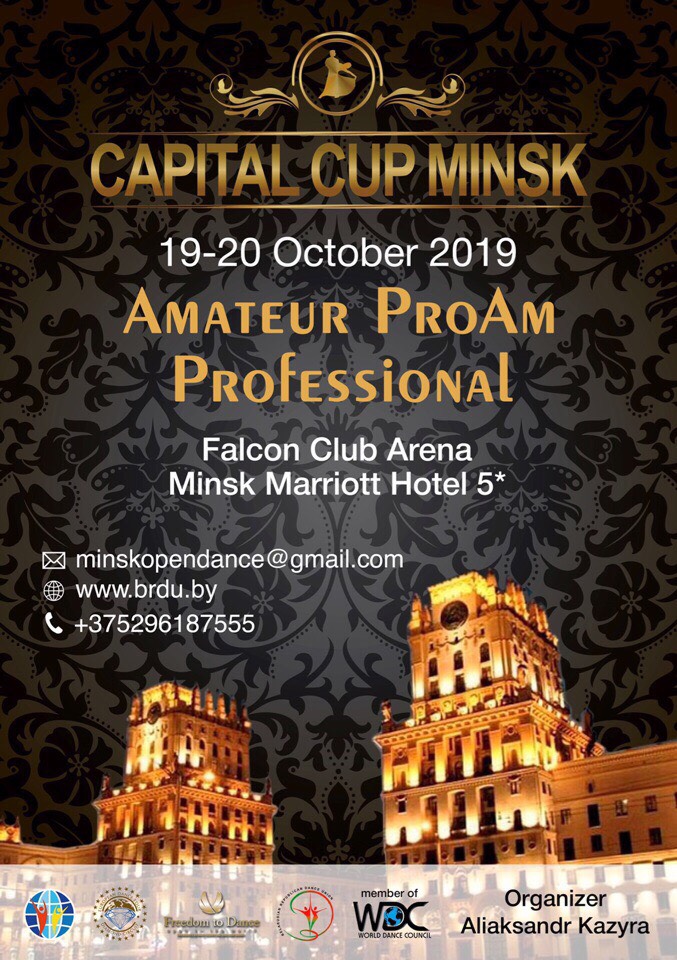 CAPITAL CUP MINSK
19-20 October 2019
AMATEUR PROAM
PROFESSIONAL
Falcon Club Arena
Minsk Marriott Hotel 5*
minskopendance@gmail.com
www.brdu.by
+375296187555
Freedom to Dance
member of
WDC
WORLD DANCE COUNCIL
Organizer
Aliaksandr Kazyra